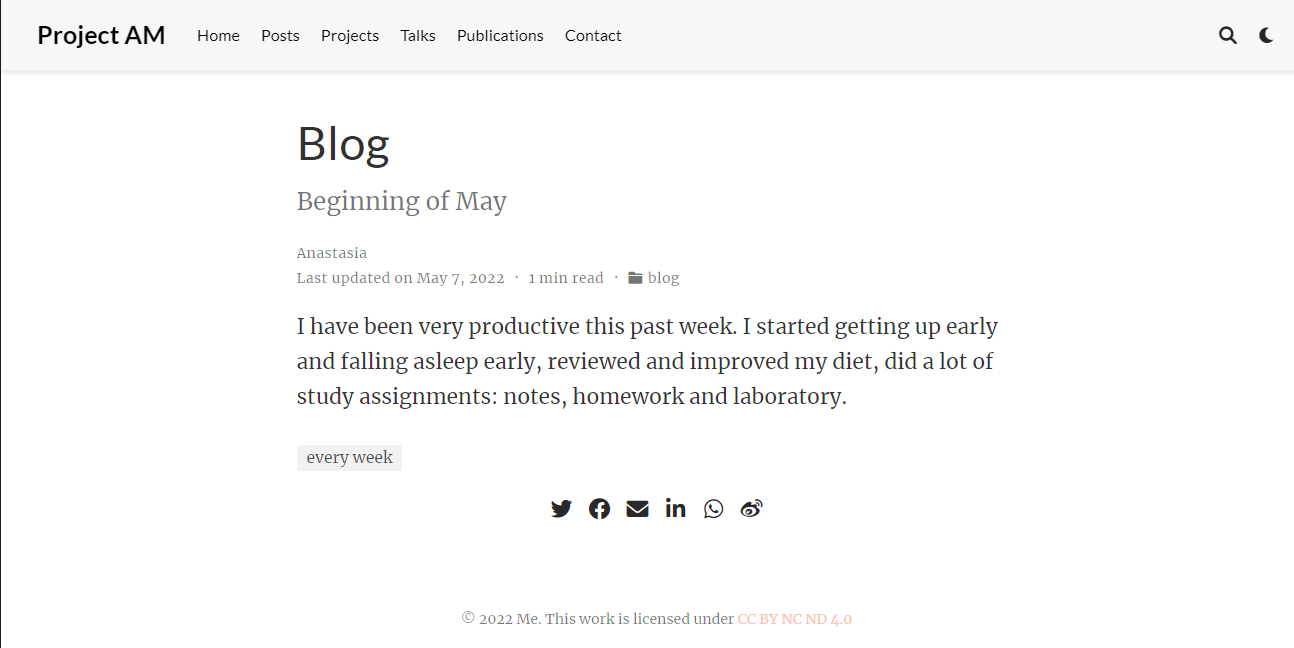 Project AM Home Posts Projects Talks Publications Contact
Blog
Beginning of May
Anastasia
Last updated on May 7, 2022 · 1 min read · blog
I have been very productive this past week. I started getting up early
and falling asleep early, reviewed and improved my diet, did a lot of
study assignments: notes, homework and laboratory.
every week
© 2022 Me. This work is licensed under CC BY NC ND 4.0